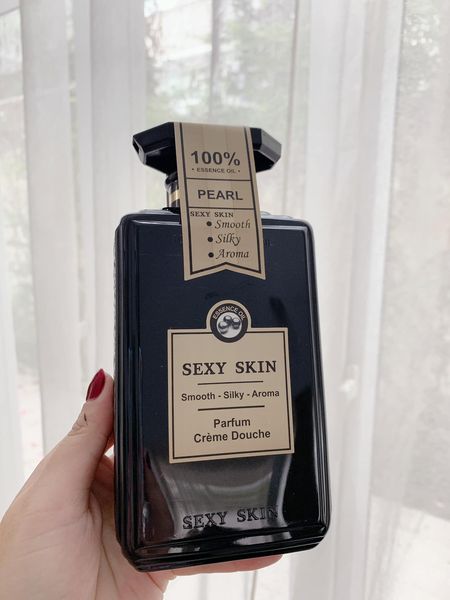 100%
• ESSENCE OIL •
PEARL
SEXY SKIN
• Smooth
• Silky
• Aroma
ESSENCE OIL
SEXY SKIN
Smooth - Silky - Aroma
Parfum
Crème Douche
SEXY SKIN